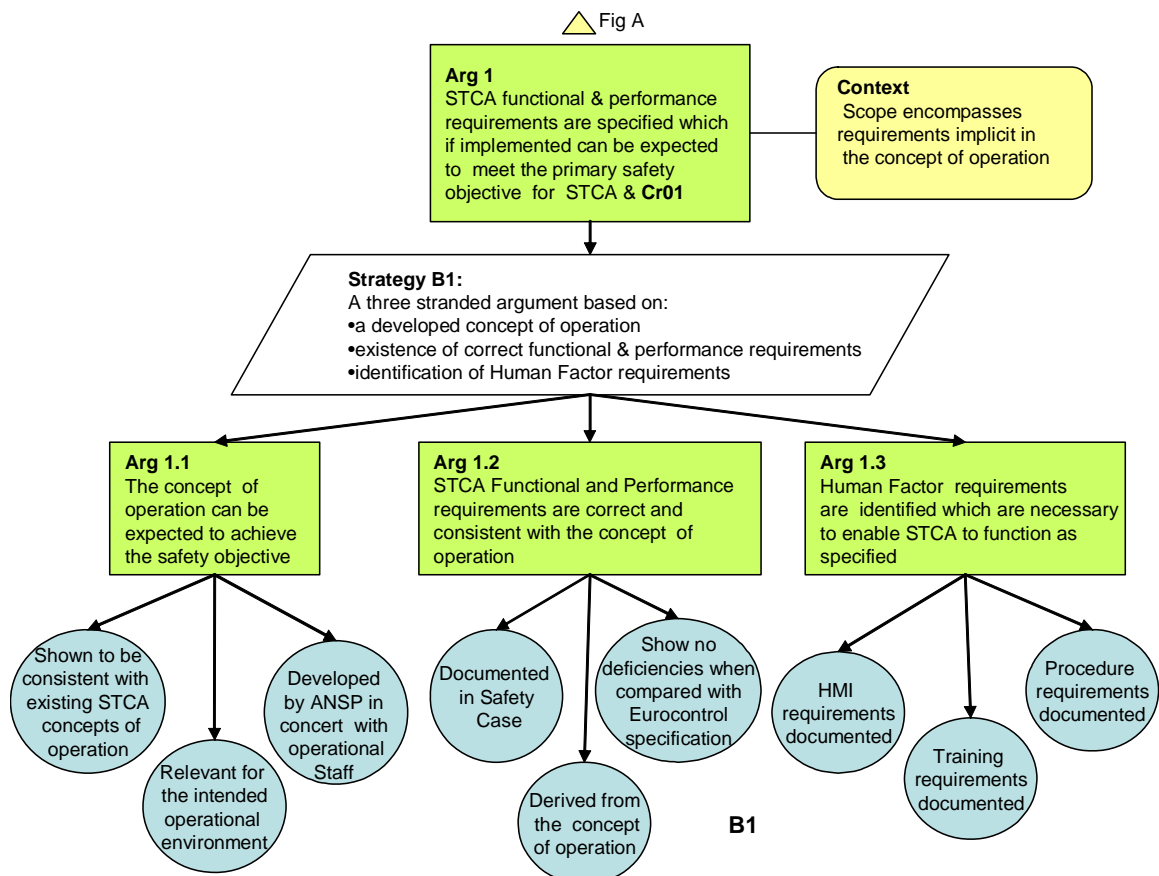 Fig A
Arg 1
STCA functional & performance
requirements are specified which
if implemented can be expected
to meet the primary safety
objective for STCA & Cr01
Context
Scope encompasses
requirements implicit in
the concept of operation
Strategy B1:
A three stranded argument based on:
•a developed concept of operation
•existence of correct functional & performance requirements
•identification of Human Factor requirements
Arg 1.1
The concept of
operation can be
expected to achieve
the safety objective
Arg 1.2
STCA Functional and Performance
requirements are correct and
consistent with the concept of
operation
Arg 1.3
Human Factor requirements
are identified which are necessary
to enable STCA to function as
specified
Shown to be
consistent with
existing STCA
concepts of
operation
Relevant for
the intended
operational
environment
Developed
by ANSP in
concert with
operational
Staff
Documented
in Safety
Case
Derived from
the concept
of operation
Show no
deficiencies when
compared with
Eurocontrol
specification
HMI
requirements
documented
Training
requirements
documented
Procedure
requirements
documented
B1